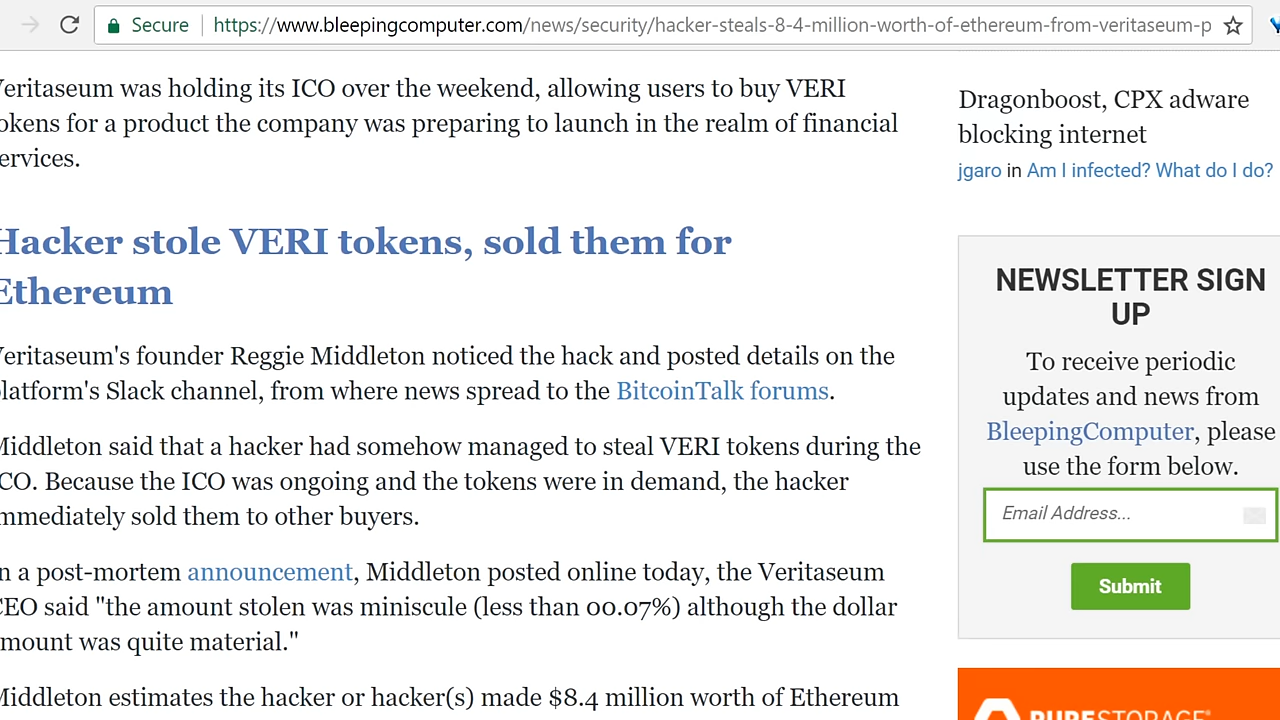 Secure https://www.bleepingcomputer.com/news/security/hacker-steals-8-4-million-worth-of-ethereum-from-veritaseum-p
eritaseum was holding its ICO over the weekend, allowing users to buy VERI
okens for a product the company was preparing to launch in the realm of financial
ervices.
Hacker stole VERI tokens, sold them for
Ethereum
eritaseum's founder Reggie Middleton noticed the hack and posted details on the
platform's Slack channel, from where news spread to the BitcoinTalk forums.
Middleton said that a hacker had somehow managed to steal VERI tokens during the
CO. Because the ICO was ongoing and the tokens were in demand, the hacker
mmediately sold them to other buyers.
n a post-mortem announcement, Middleton posted online today, the Veritaseum
CEO said "the amount stolen was miniscule (less than 00.07%) although the dollar
mount was quite material."
Middleton estimates the hacker or hacker(s) made $8.4 million worth of Ethereum
Dragonboost, CPX adware
blocking internet
jgaro in Am I infected? What do I do?
NEWSLETTER SIGN
UP
To receive periodic
updates and news from
BleepingComputer, please
use the form below.
Email Address...
Submit
PURESTORAGE